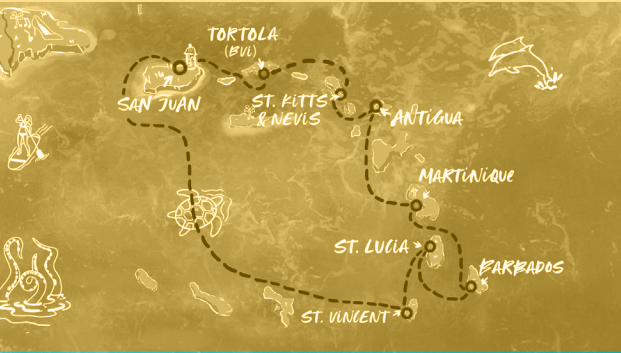 TORTOLA
(BVI)
SAN JUAN
ST. KITTS
& NEVIS
ANTIGUA
MARTINIQUE
ST. LUCIA
BARBADOS
ST. VINCENT